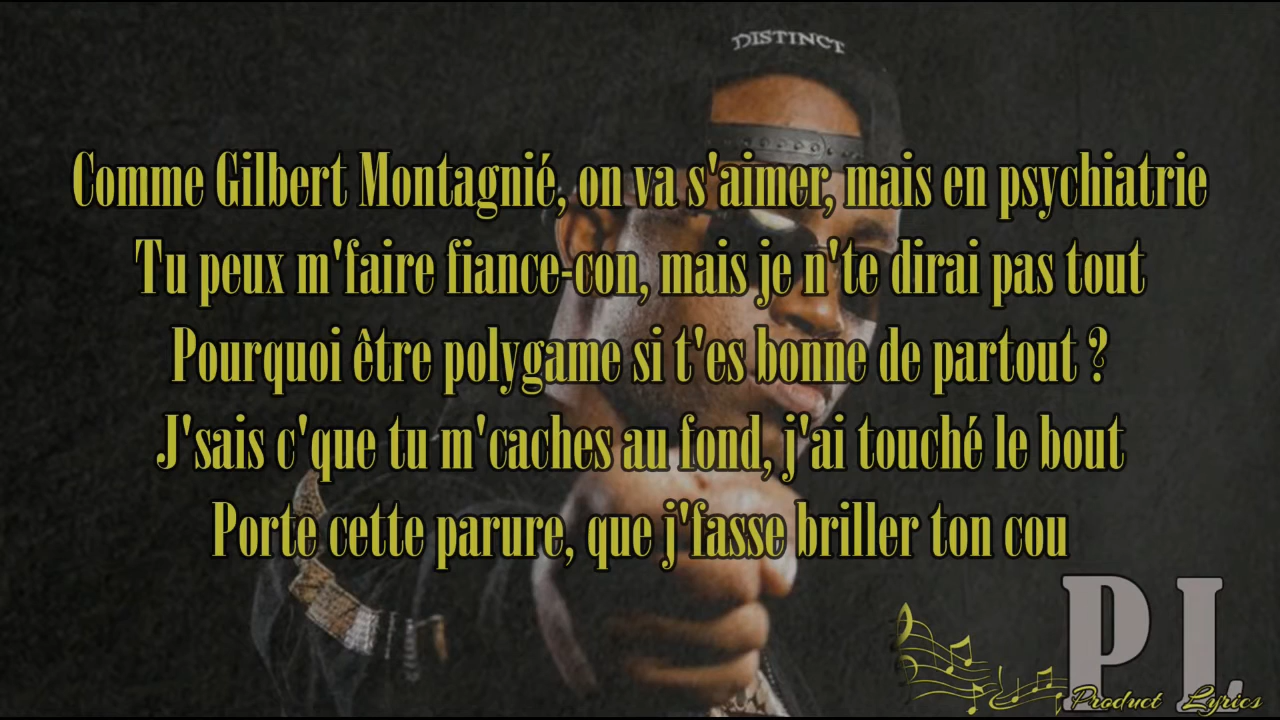 DISTINCT
Comme Gilbert Montagnié, on va s'aimer, mais en psychiatrie
Tu peux m'faire fiance-con, mais je n'te dirai pas tout
Pourquoi être polygame si t'es bonne de partout ?
J'sais c'que tu m'caches au fond, j'ai touché le bout
Porte cette parure, que j'fasse briller ton cou
PL
Product Lyrics